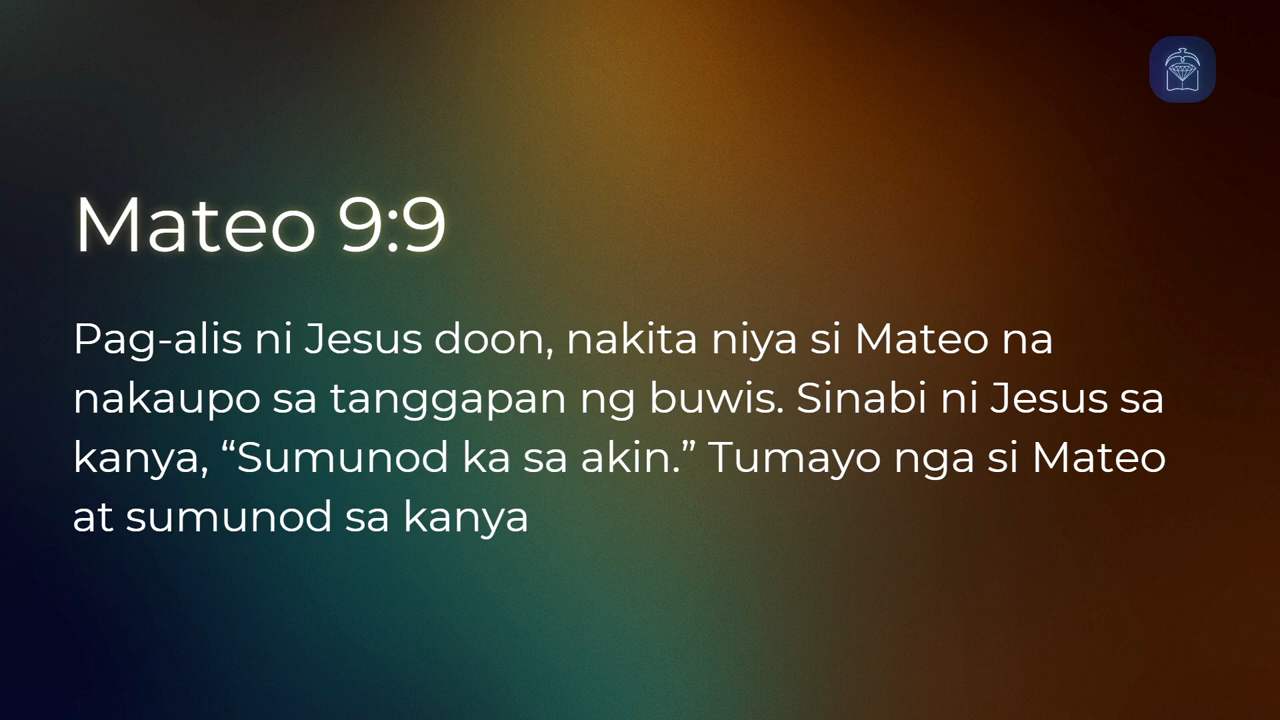 Mateo 9:9
Pag-alis ni Jesus doon, nakita niya si Mateo na
nakaupo sa tanggapan ng buwis. Sinabi ni Jesus sa
kanya, “Sumunod ka sa akin.” Tumayo nga si Mateo
at sumunod sa kanya